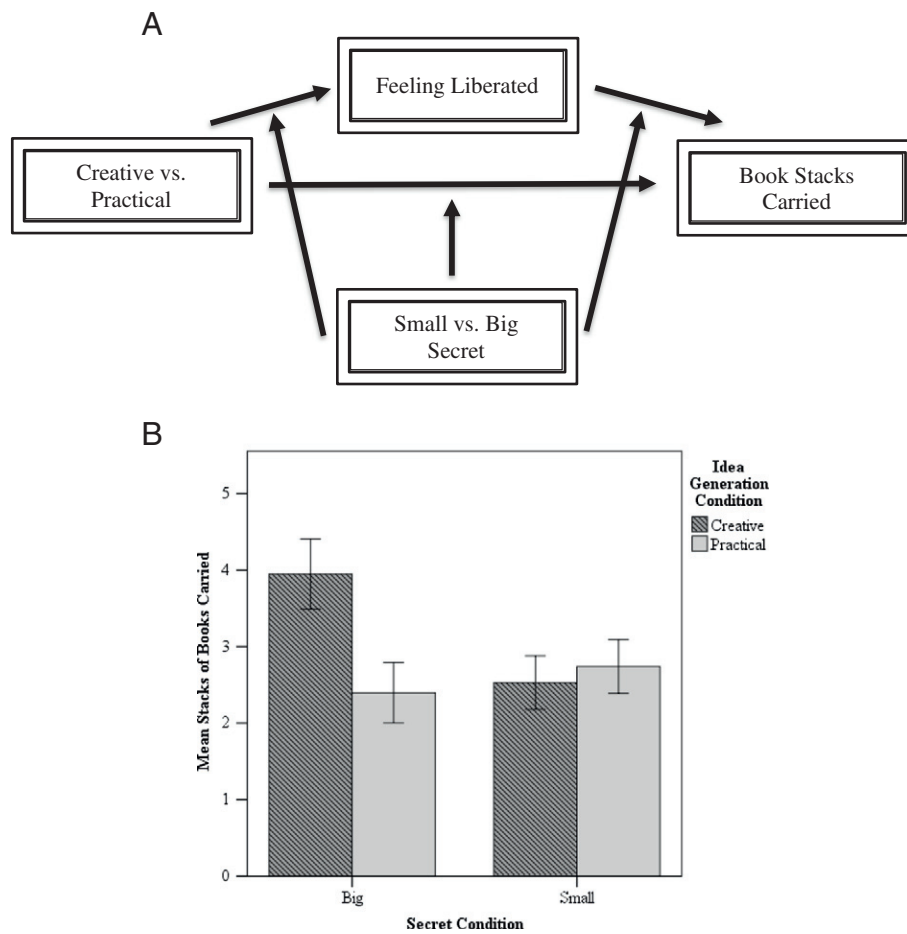 A
Feeling Liberated
Creative vs.
Practical
Book Stacks
Carried
Small vs. Big
Secret
B
Idea
Generation
Condition
Creative
Practical
Mean Stacks of Books Carried
5
4
3
2
1
0
Big
Small
Secret Condition